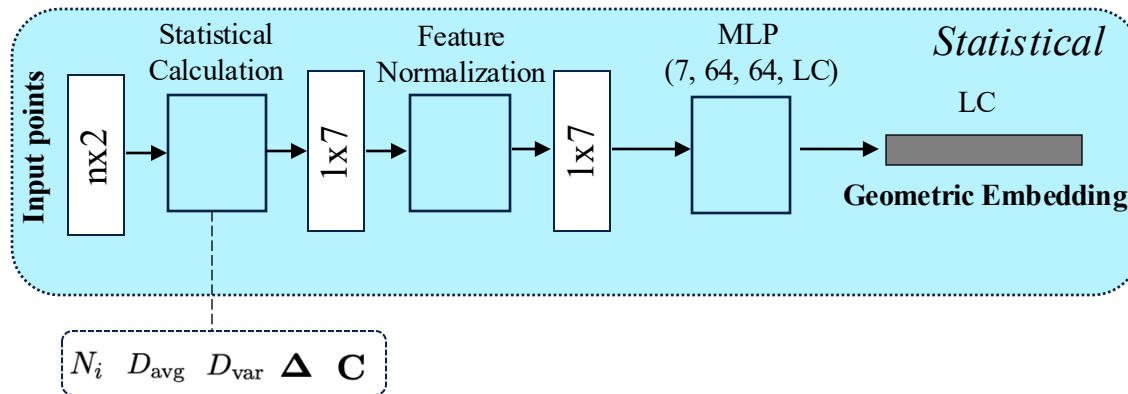 Statistical
Calculation
Feature
Normalization
MLP
(7, 64, 64, LC)
Statistical
Input points
nx2
1x7
1x7
LC
Geometric Embedding
N_i D_avg D_var Δ C